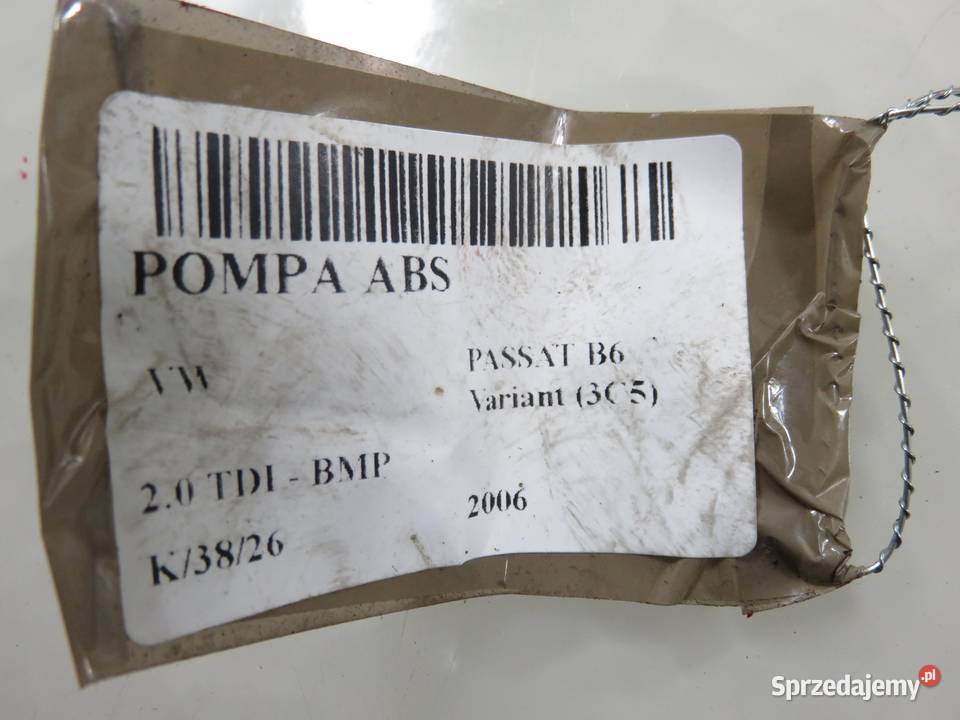 POMPA ABS
VW
PASSAT B6
Variant (3C5)
2.0 TDI - BMP
2006
K/38/26
Sprzedajemy.pl